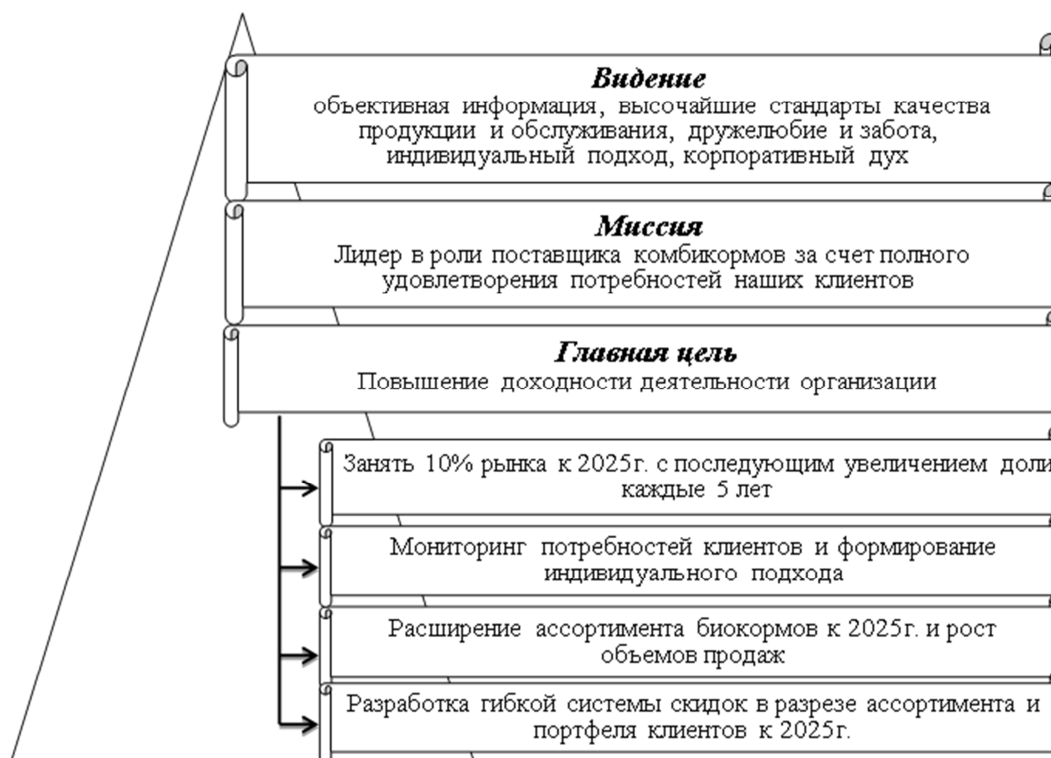 Видение
объективная информация, высочайшие стандарты качества
продукции и обслуживания, дружелюбие и забота,
индивидуальный подход, корпоративный дух
Миссия
Лидер в роли поставщика комбикормов за счет полного
удовлетворения потребностей наших клиентов
Главная цель
Повышение доходности деятельности организации
Занять 10% рынка к 2025г. с последующим увеличением доли
каждые 5 лет
Мониторинг потребностей клиентов и формирование
индивидуального подхода
Расширение ассортимента биокормов к 2025г. и рост
объемов продаж
Разработка гибкой системы скидок в разрезе ассортимента и
портфеля клиентов к 2025г.